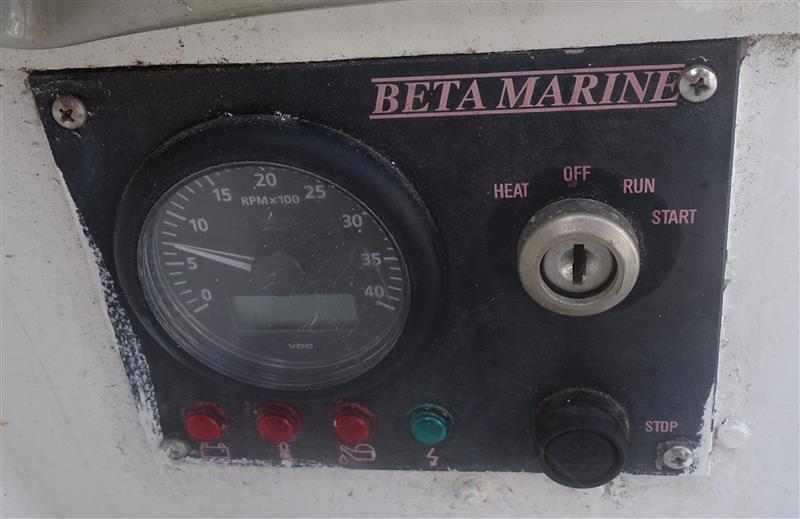 BETA MARINE
HEAT OFF RUN START
0 5 10 15 20 25 30 35 40
RPM×100
VDO
STOP